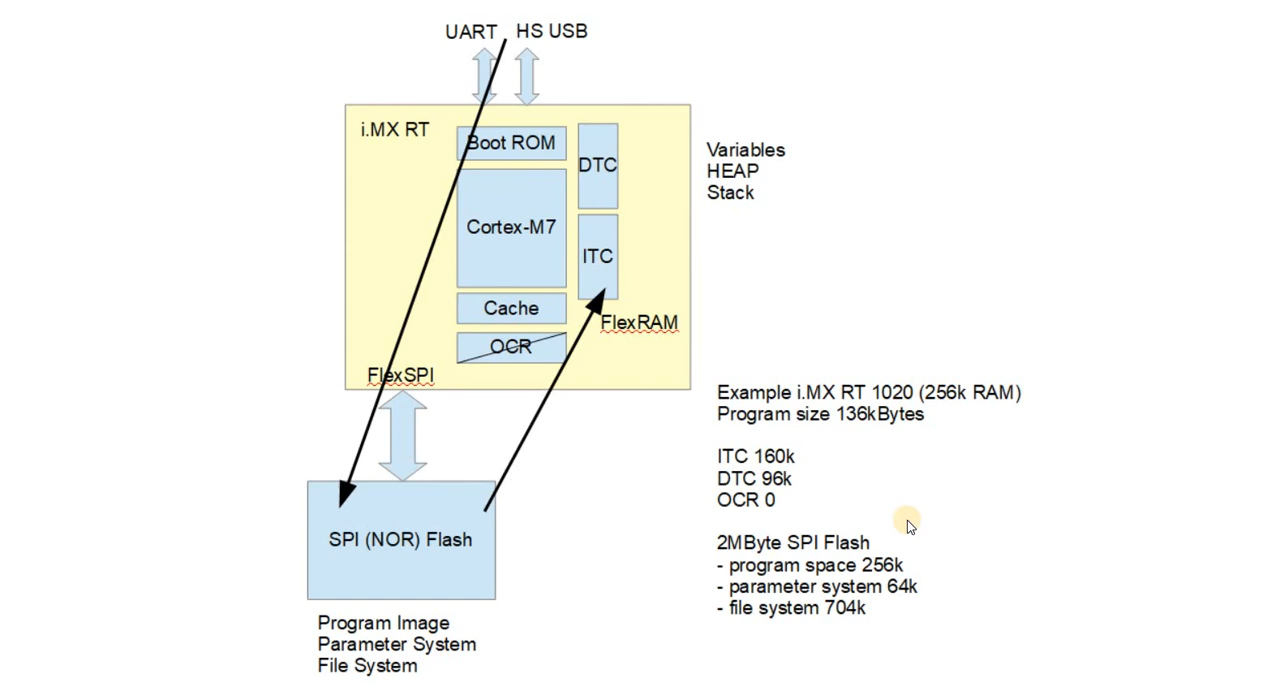 UART HS USB
i.MX RT
Boot ROM
DTC
Cortex-M7
ITC
Cache
FlexRAM
OCR
FlexSPI
SPI (NOR) Flash
Program Image
Parameter System
File System
Variables
HEAP
Stack
Example i.MX RT 1020 (256k RAM)
Program size 136kBytes
ITC 160k
DTC 96k
OCR 0
2MByte SPI Flash
- program space 256k
- parameter system 64k
- file system 704k